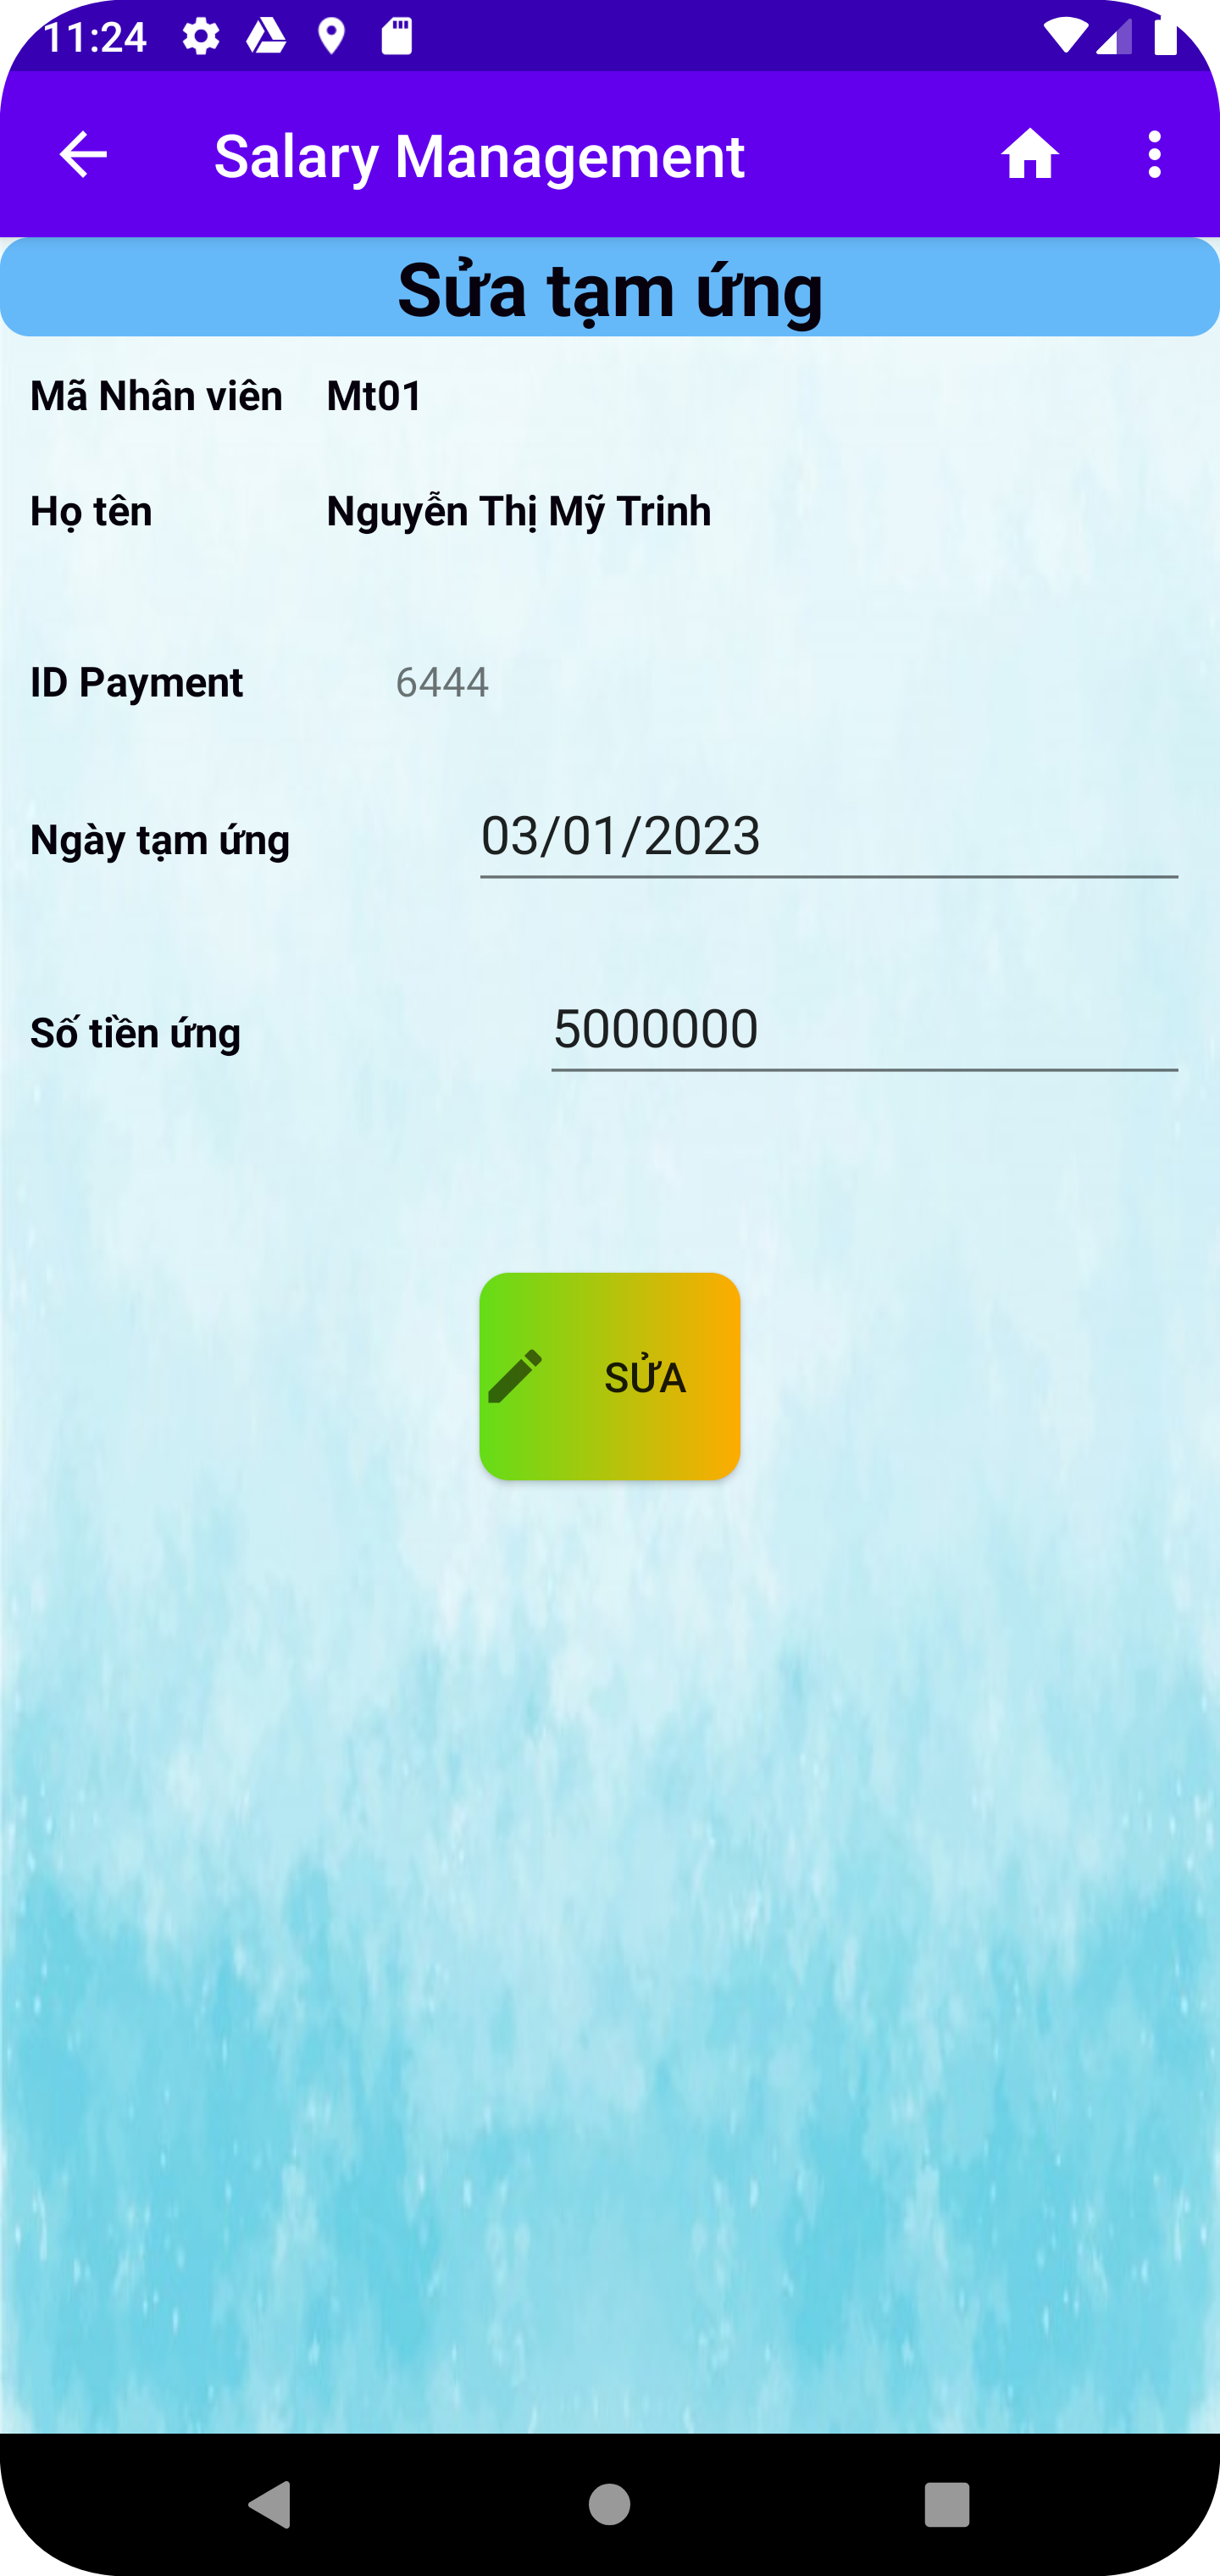 11:24
Salary Management
Sửa tạm ứng
Mã Nhân viên Mt01
Họ tên Nguyễn Thị Mỹ Trinh
ID Payment 6444
Ngày tạm ứng 03/01/2023
Số tiền ứng 5000000
SỬA